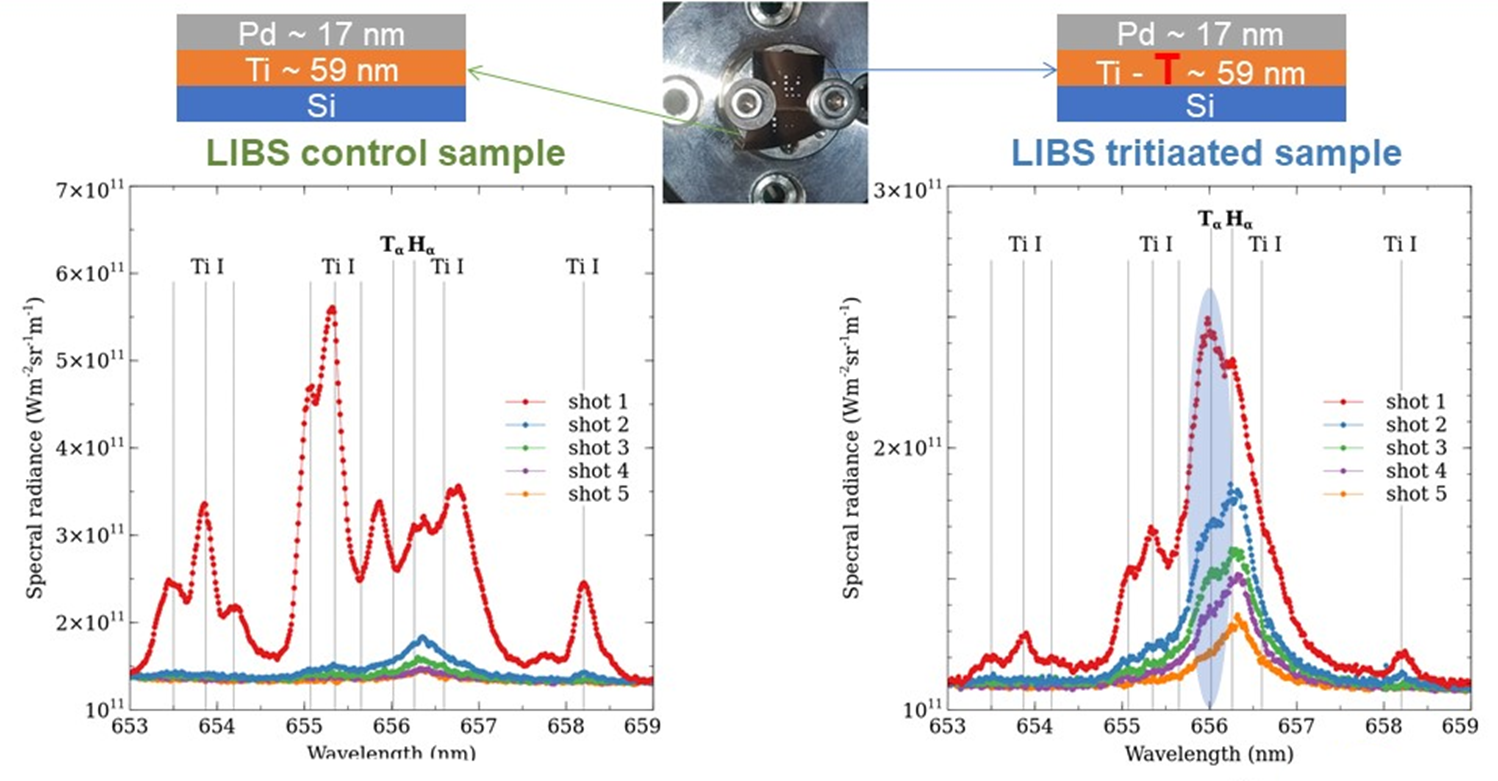 Pd ~ 17 nm
Ti ~ 59 nm
Si
Pd ~ 17 nm
Ti - T ~ 59 nm
Si
LIBS control sample
LIBS tritiaated sample
7×10¹¹
6×10¹¹
5×10¹¹
4×10¹¹
3×10¹¹
2×10¹¹
10¹¹
Specral radiance (Wm⁻²sr⁻¹m⁻¹)
Ti I
Ti I
Tα Hα
Ti I
Ti I
shot 1
shot 2
shot 3
shot 4
shot 5
653 654 655 656 657 658 659
Wavelength (nm)
3×10¹¹
2×10¹¹
10¹¹
Specral radiance (Wm⁻²sr⁻¹m⁻¹)
Ti I
Ti I
Tα Hα
Ti I
Ti I
shot 1
shot 2
shot 3
shot 4
shot 5
653 654 655 656 657 658 659
Wavelength (nm)